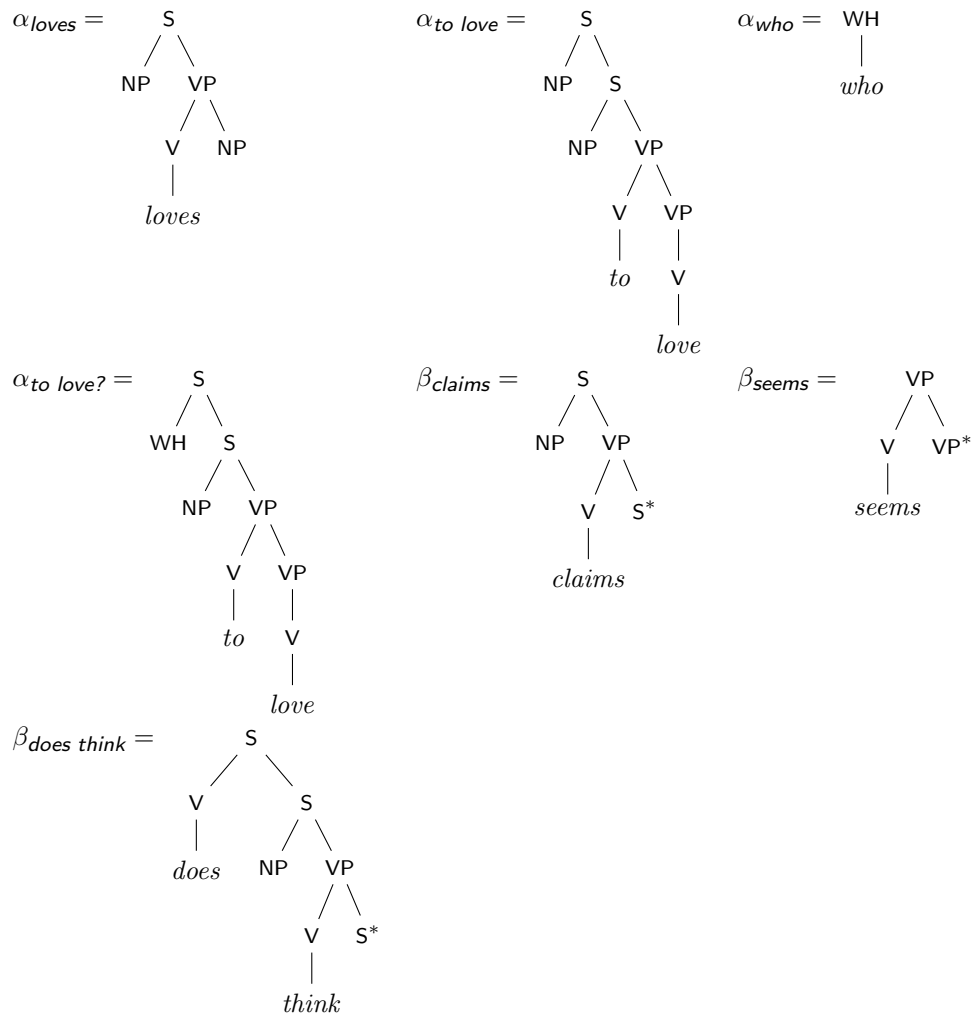 α_loves = S α_to love = S α_who = WH
NP VP NP S who
V NP NP VP
loves V VP
to V
love
α_to love? = S β_claims = S β_seems = VP
WH S NP VP V VP*
NP VP V S* seems
V VP claims
to V
love
β_does think = S
V S
does NP VP
V S*
think